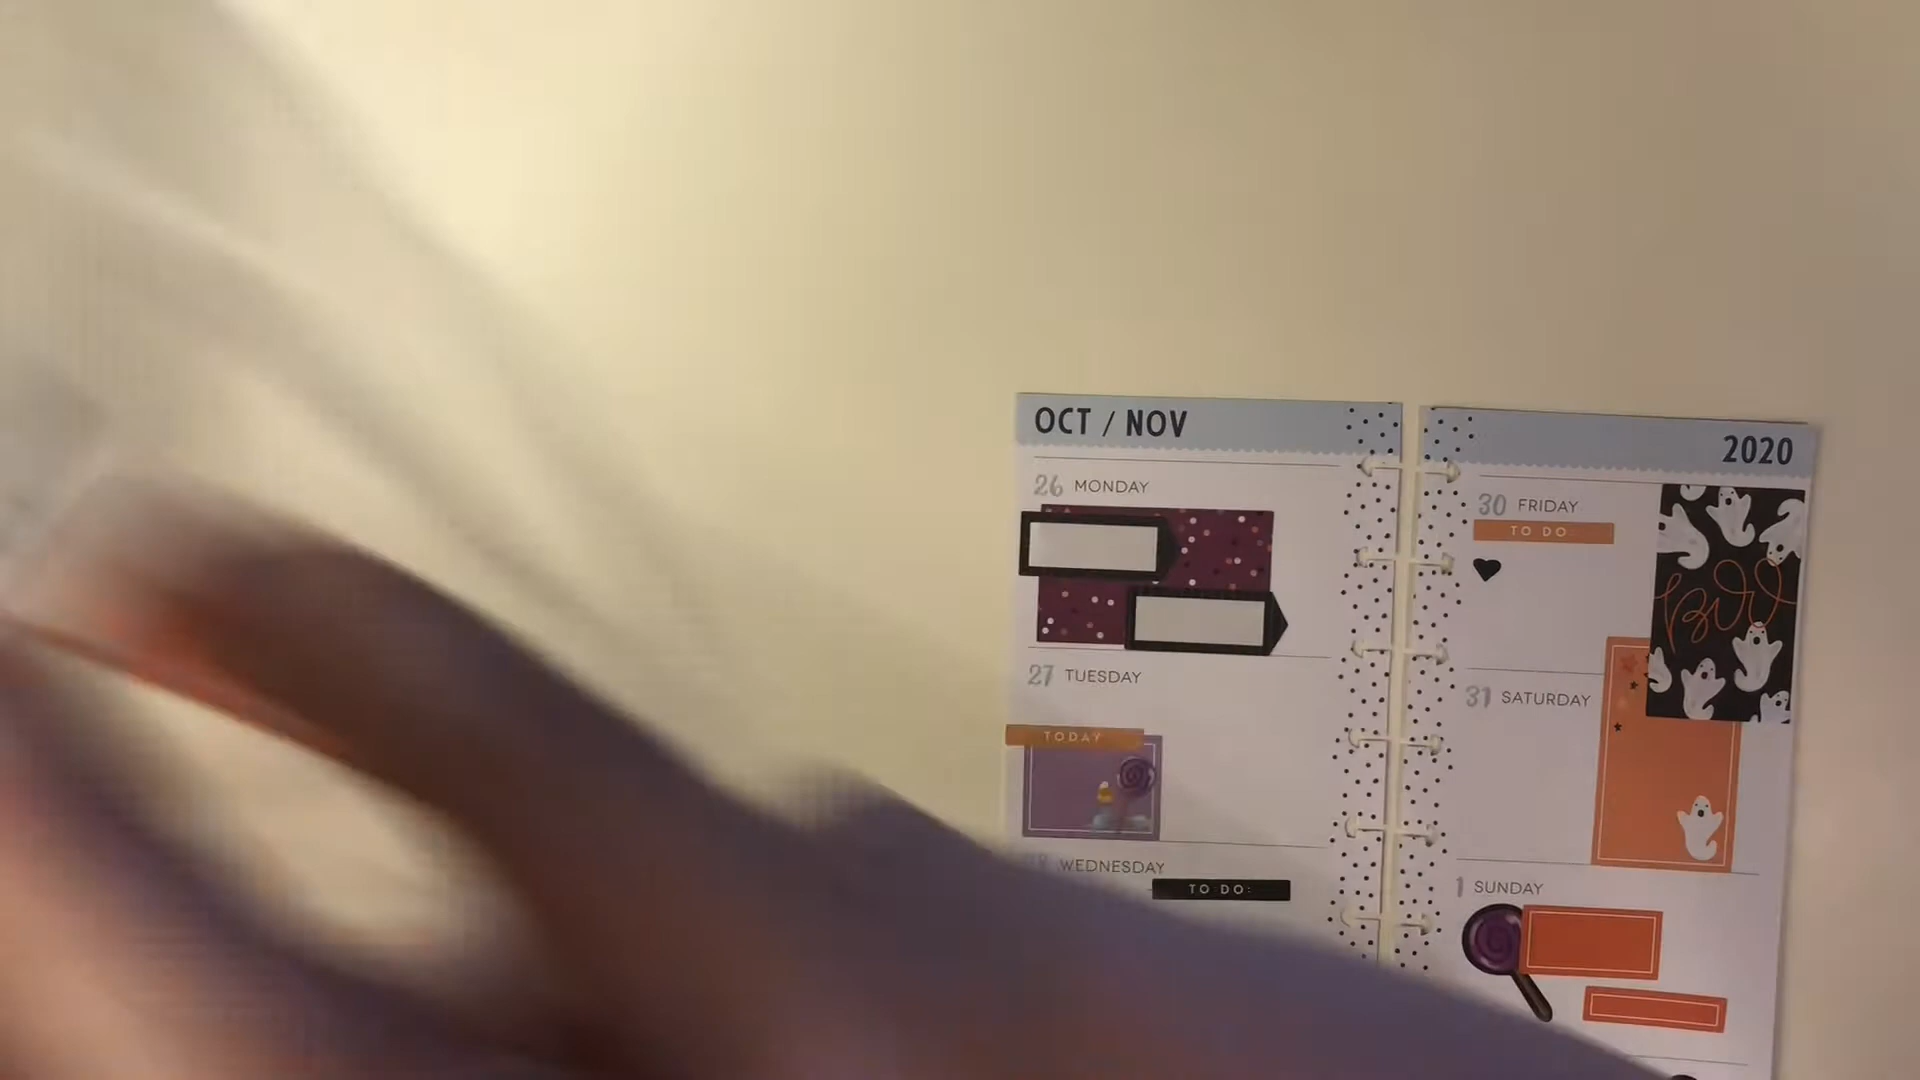 OCT / NOV
26 MONDAY
27 TUESDAY
TODAY
WEDNESDAY
TO DO:
2020
30 FRIDAY
TO DO:
BOO
31 SATURDAY
1 SUNDAY